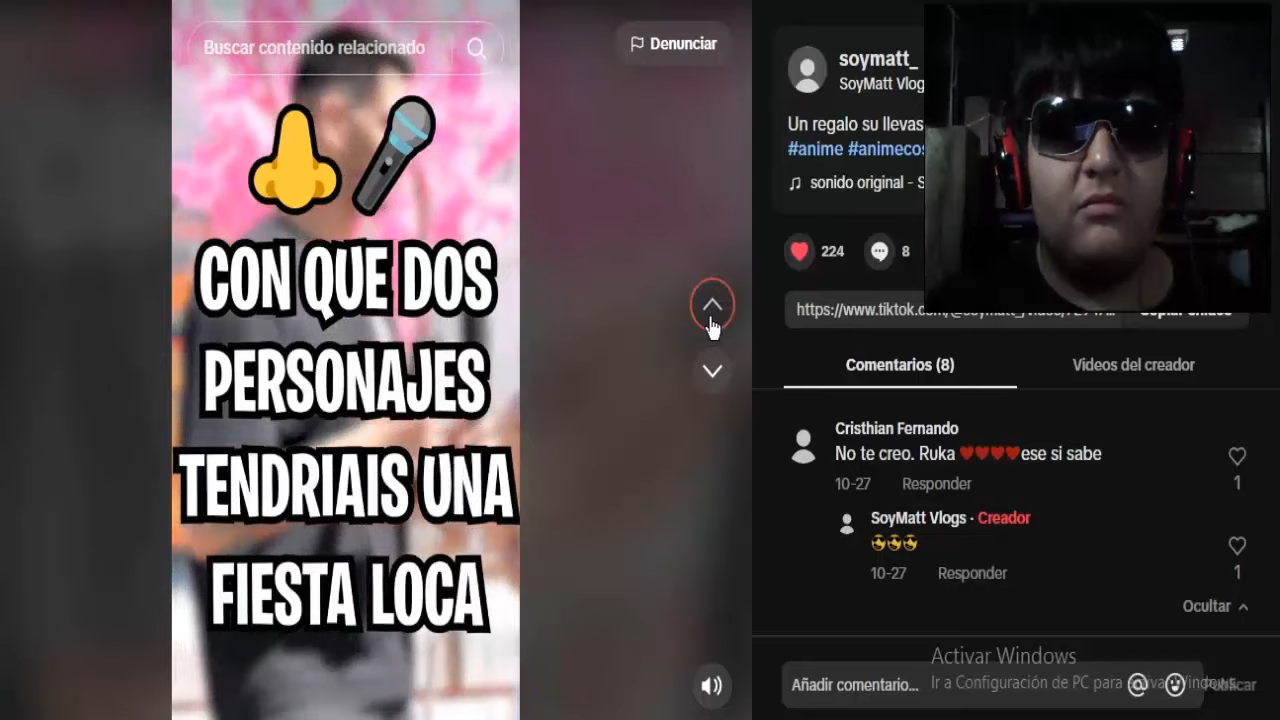 Buscar contenido relacionado
Denunciar
CON QUE DOS
PERSONAJES
TENDRIAIS UNA
FIESTA LOCA
soymatt_
SoyMatt Vlog
Un regalo su llevas
#anime #animecos
sonido original - S
224
8
https://www.tiktok.com/@soymatt_
Comentarios (8)
Videos del creador
Cristhian Fernando
No te creo. Ruka ❤❤❤❤ese si sabe
10-27 Responder
1
SoyMatt Vlogs · Creador
😎😎😎
10-27 Responder
1
Ocultar
Activar Windows
Ir a Configuración de PC para activar Windows.
Añadir comentario...
Publicar